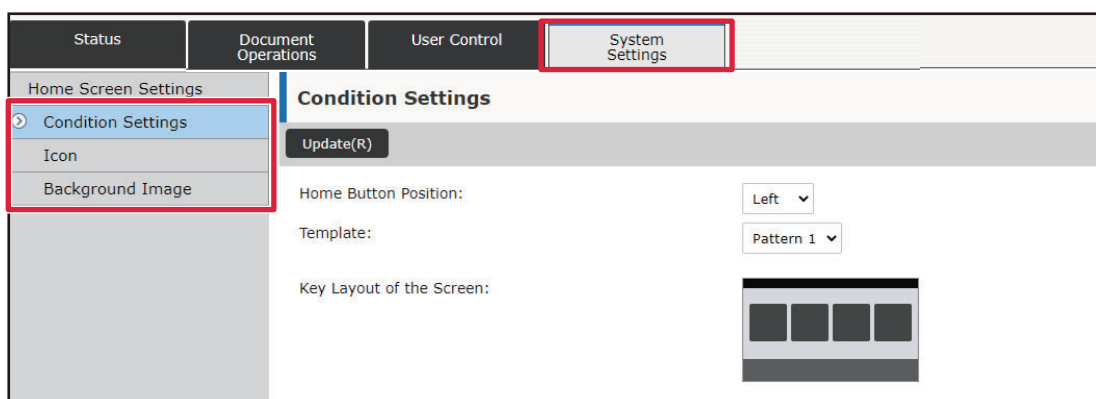 Status
Document
Operations
User Control
System
Settings
Home Screen Settings
Condition Settings
Icon
Background Image
Condition Settings
Update(R)
Home Button Position:
Left
Template:
Pattern 1
Key Layout of the Screen: